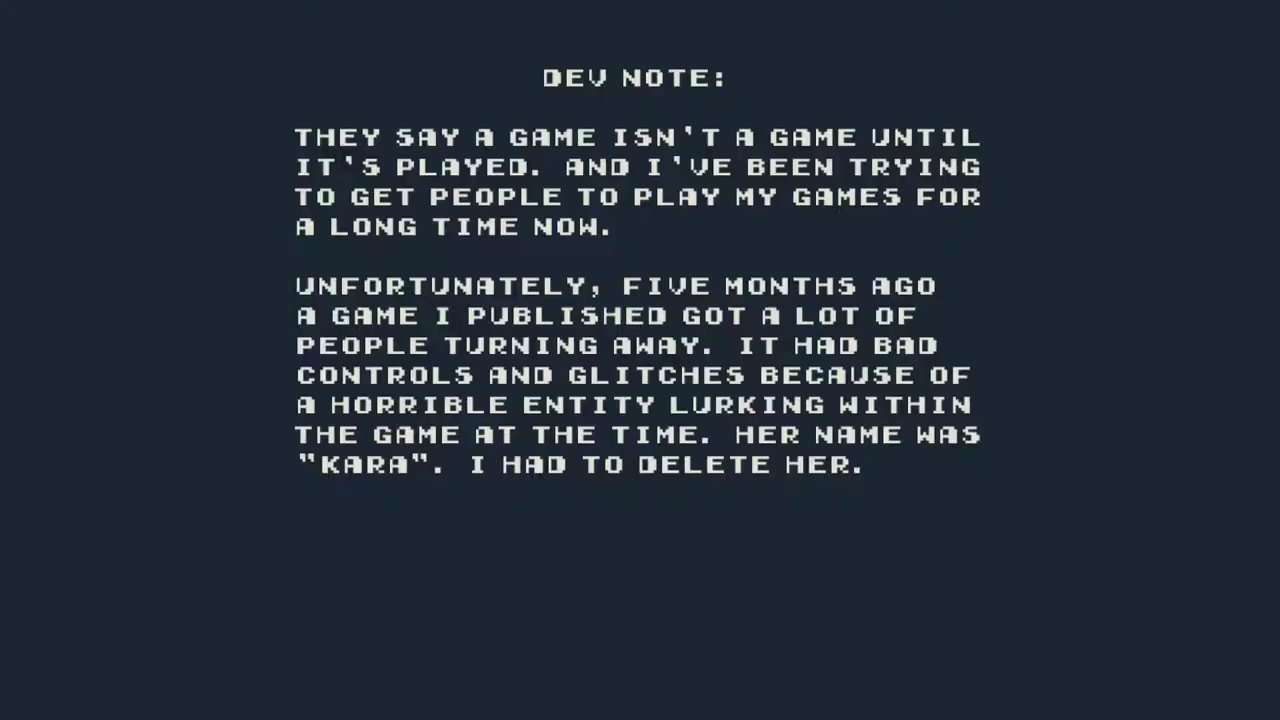 DEV NOTE:
THEY SAY A GAME ISN'T A GAME UNTIL
IT'S PLAYED. AND I'VE BEEN TRYING
TO GET PEOPLE TO PLAY MY GAMES FOR
A LONG TIME NOW.
UNFORTUNATELY, FIVE MONTHS AGO
A GAME I PUBLISHED GOT A LOT OF
PEOPLE TURNING AWAY. IT HAD BAD
CONTROLS AND GLITCHES BECAUSE OF
A HORRIBLE ENTITY LURKING WITHIN
THE GAME AT THE TIME. HER NAME WAS
"KARA". I HAD TO DELETE HER.